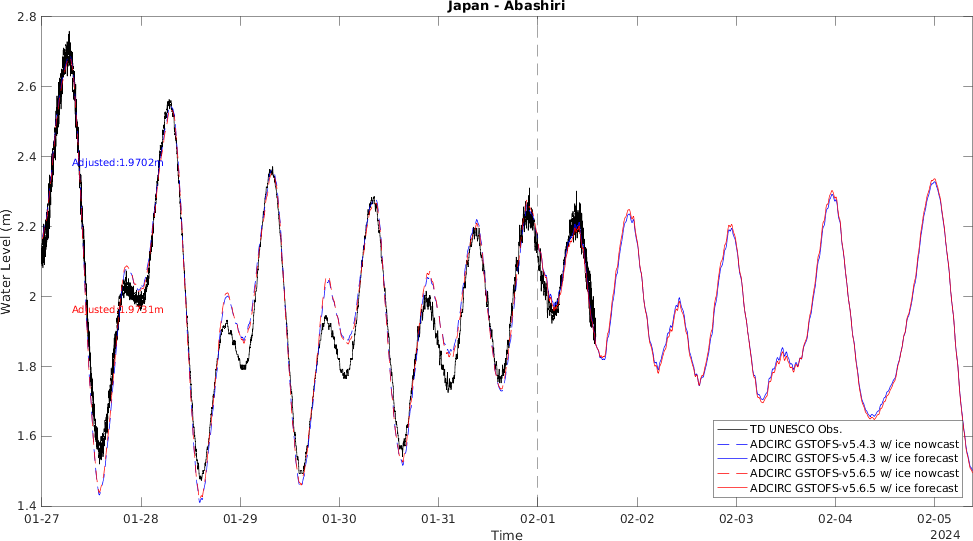 Japan - Abashiri
Water Level (m)
2.8
2.6
2.4
2.2
2
1.8
1.6
1.4
Adjusted:1.9702m
Adjusted:1.9731m
TD UNESCO Obs.
ADCIRC GSTOFS-v5.4.3 w/ ice nowcast
ADCIRC GSTOFS-v5.4.3 w/ ice forecast
ADCIRC GSTOFS-v5.6.5 w/ ice nowcast
ADCIRC GSTOFS-v5.6.5 w/ ice forecast
01-27 01-28 01-29 01-30 01-31 02-01 02-02 02-03 02-04 02-05
2024
Time